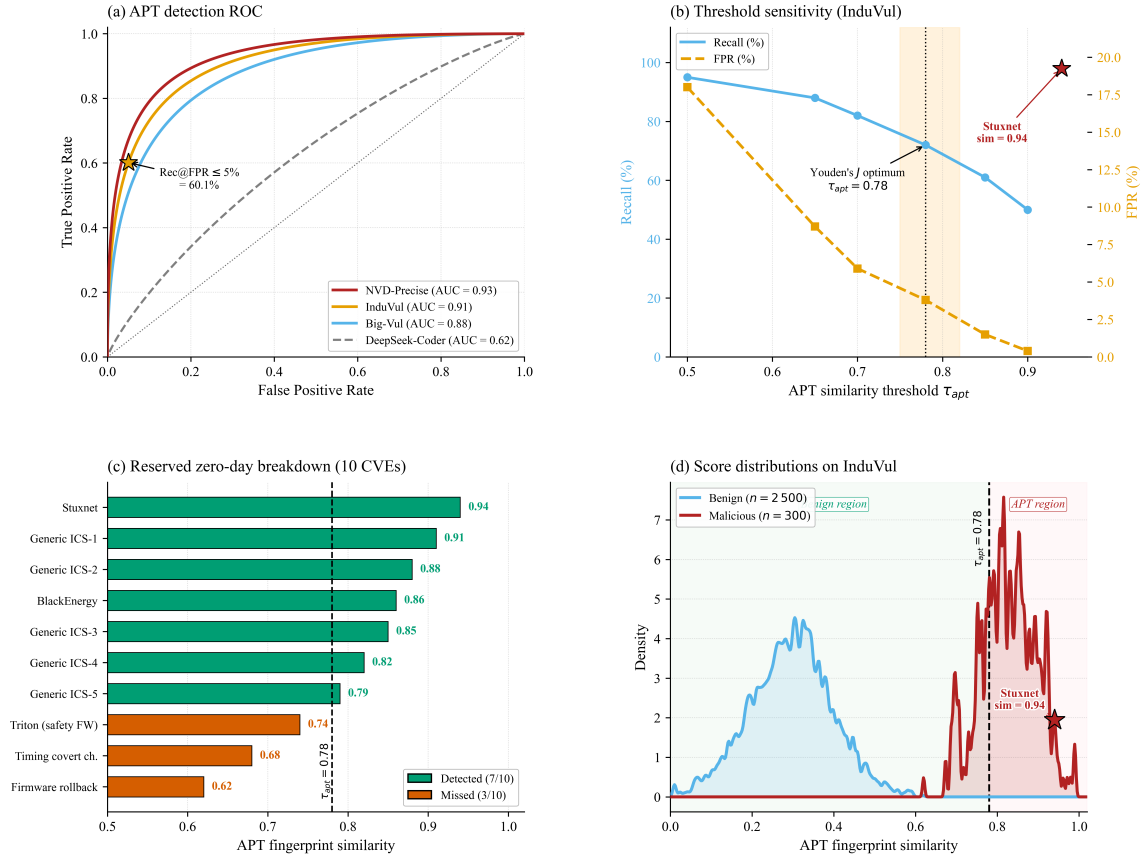 (a) APT detection ROC
1.0
0.8
0.6
0.4
0.2
0.0
True Positive Rate
Rec@FPR ≤ 5%
= 60.1%
NVD-Precise (AUC = 0.93)
InduVul (AUC = 0.91)
Big-Vul (AUC = 0.88)
DeepSeek-Coder (AUC = 0.62)
0.0 0.2 0.4 0.6 0.8 1.0
False Positive Rate
(b) Threshold sensitivity (InduVul)
Recall (%)
FPR (%)
100
80
60
40
20
0
Recall (%)
Stuxnet
sim = 0.94
Youden's J optimum
τapt = 0.78
20.0
17.5
15.0
12.5
10.0
7.5
5.0
2.5
0.0
FPR (%)
0.5 0.6 0.7 0.8 0.9
APT similarity threshold τapt
(c) Reserved zero-day breakdown (10 CVEs)
Stuxnet 0.94
Generic ICS-1 0.91
Generic ICS-2 0.88
BlackEnergy 0.86
Generic ICS-3 0.85
Generic ICS-4 0.82
Generic ICS-5 0.79
Triton (safety FW) 0.74
Timing covert ch. 0.68
Firmware rollback 0.62
τapt = 0.78
Detected (7/10)
Missed (3/10)
0.5 0.6 0.7 0.8 0.9 1.0
APT fingerprint similarity
(d) Score distributions on InduVul
Benign (n = 2 500)
Malicious (n = 300)
region
APT region
τapt = 0.78
7
6
5
4
3
2
1
0
Density
Stuxnet
sim = 0.94
0.0 0.2 0.4 0.6 0.8 1.0
APT fingerprint similarity